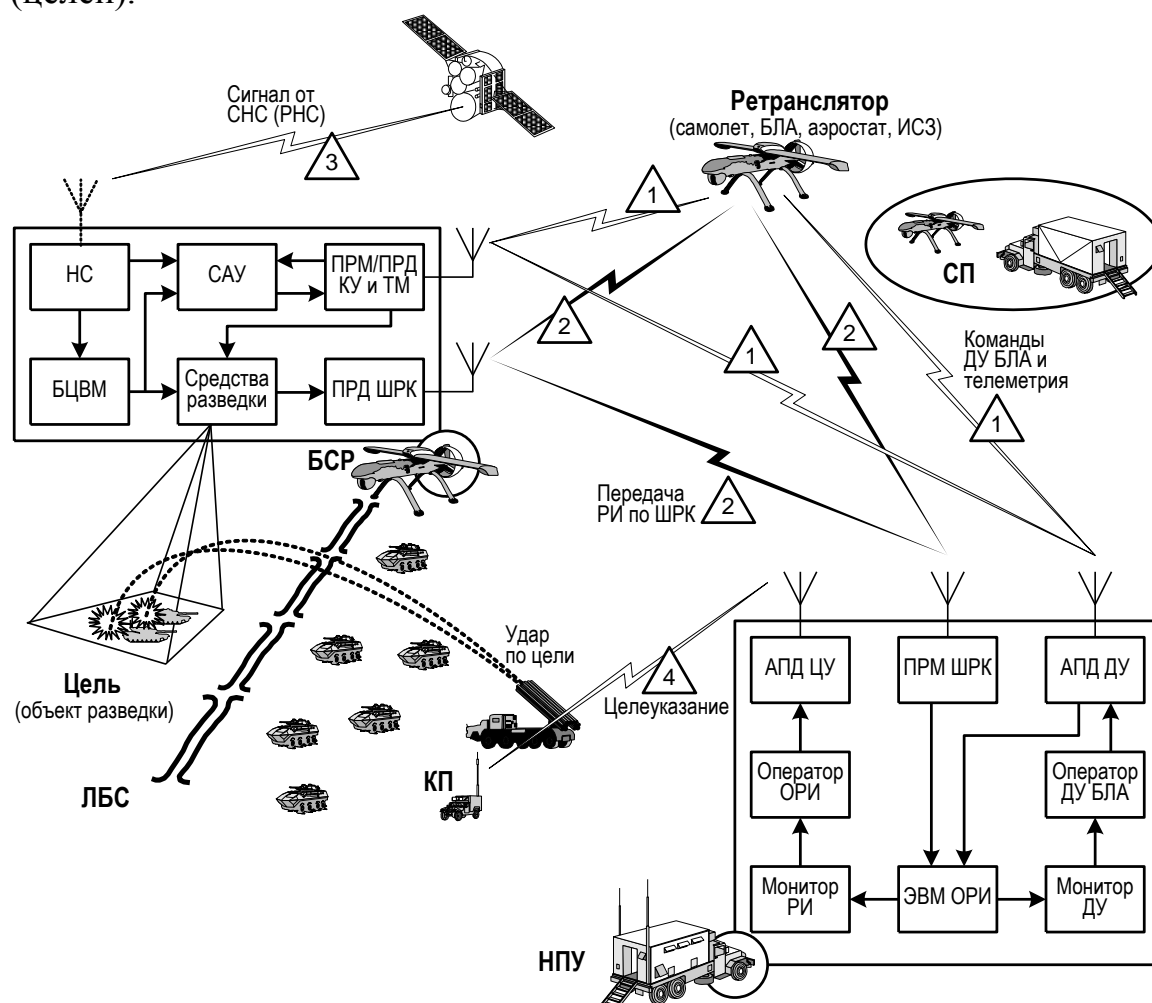 (целей).
Сигнал от
СНС (РНС)
3
Ретранслятор
(самолет, БЛА, аэростат, ИСЗ)
1
СП
НС
САУ
ПРМ/ПРД
КУ и ТМ
2
1
2
Команды
ДУ БЛА и
телеметрия
1
БЦВМ
Средства
разведки
ПРД ШРК
БСР
Передача
РИ по ШРК
2
Удар
по цели
4
Целеуказание
Цель
(объект разведки)
ЛБС
КП
АПД ЦУ
ПРМ ШРК
АПД ДУ
Оператор
ОРИ
Оператор
ДУ БЛА
Монитор
РИ
ЭВМ ОРИ
Монитор
ДУ
НПУ